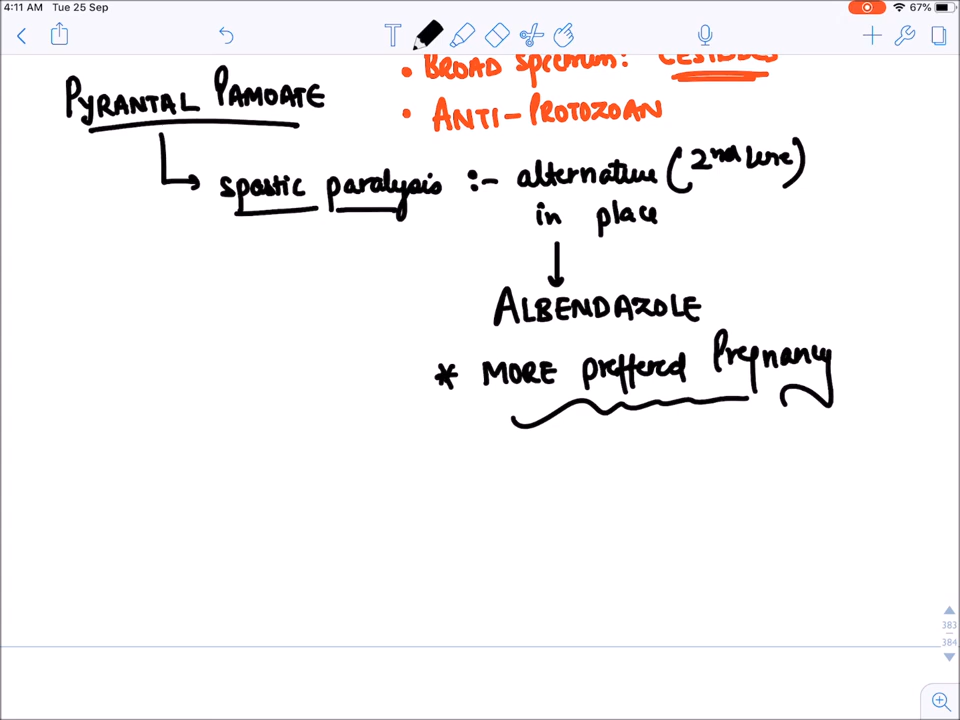 4:11 AM Tue 25 Sep
67%
T
• BROAD Spectrum: CESTODES
PYRANTAL PAMOATE
• ANTI-PROTOZOAN
spastic paralysis :- alternative (2nd line)
in place
ALBENDAZOLE
* MORE preffered Pregnancy
383
384